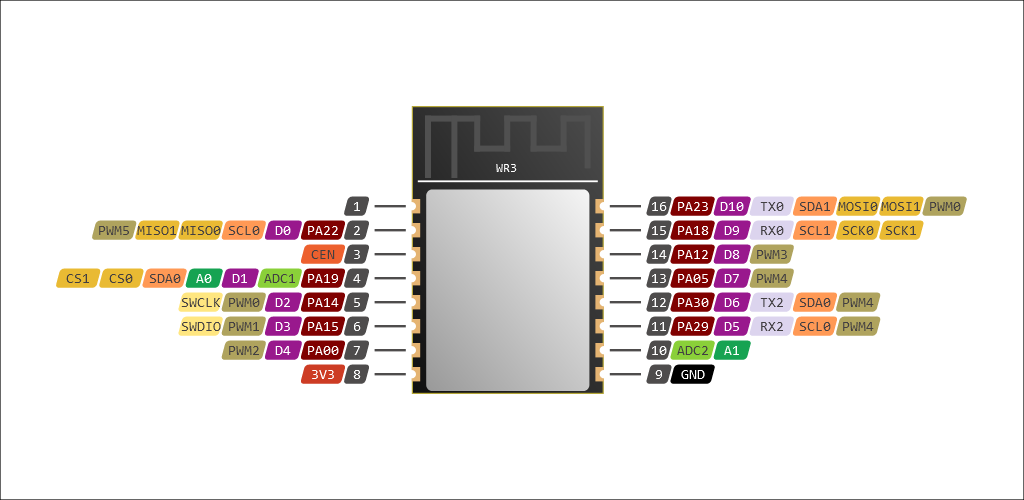 WR3
1
PWM5 MISO1 MISO0 SCL0 D0 PA22 2
CEN 3
CS1 CS0 SDA0 A0 D1 ADC1 PA19 4
SWCLK PWM0 D2 PA14 5
SWDIO PWM1 D3 PA15 6
PWM2 D4 PA00 7
3V3 8
16 PA23 D10 TX0 SDA1 MOSI0 MOSI1 PWM0
15 PA18 D9 RX0 SCL1 SCK0 SCK1
14 PA12 D8 PWM3
13 PA05 D7 PWM4
12 PA30 D6 TX2 SDA0 PWM4
11 PA29 D5 RX2 SCL0 PWM4
10 ADC2 A1
9 GND